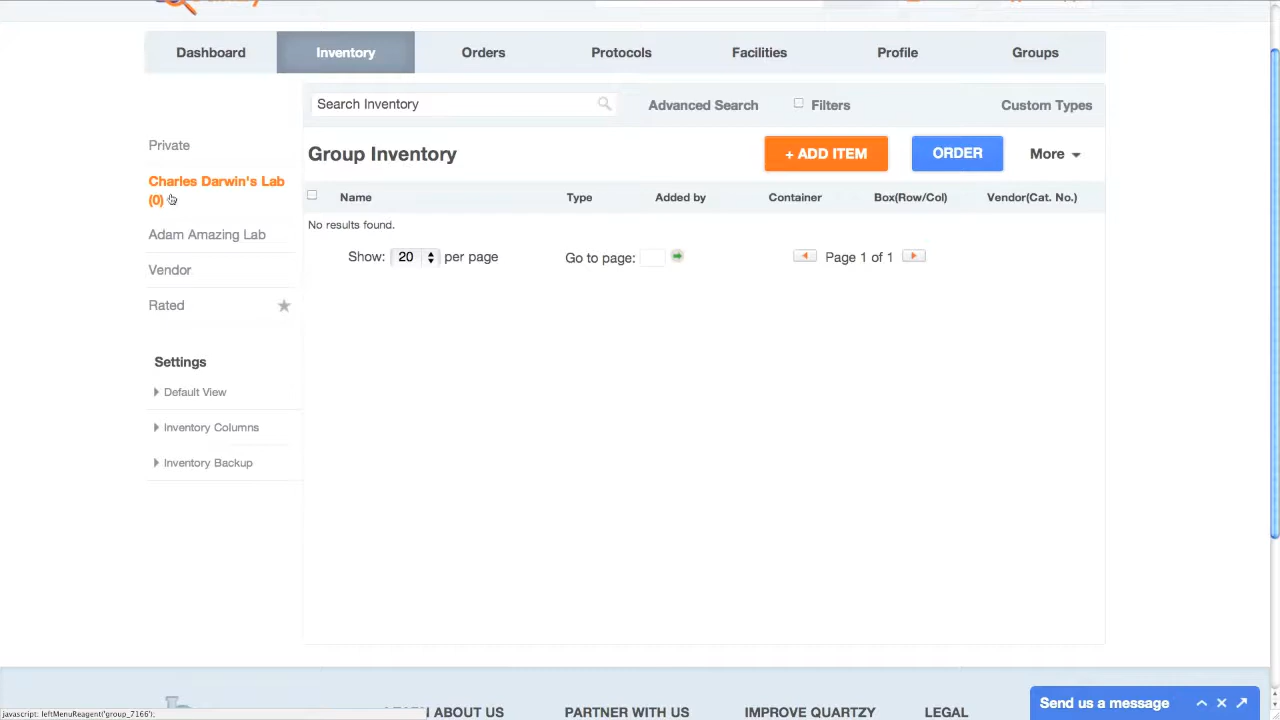 Dashboard Inventory Orders Protocols Facilities Profile Groups
Search Inventory Advanced Search Filters Custom Types
Private
Group Inventory + ADD ITEM ORDER More
Charles Darwin's Lab
(0)
Name Type Added by Container Box(Row/Col) Vendor(Cat. No.)
No results found.
Adam Amazing Lab
Show: 20 per page Go to page: Page 1 of 1
Vendor
Rated
Settings
Default View
Inventory Columns
Inventory Backup
Send us a message
ABOUT US PARTNER WITH US IMPROVE QUARTZY LEGAL
javascript: leftMenuReagent('group_7166');